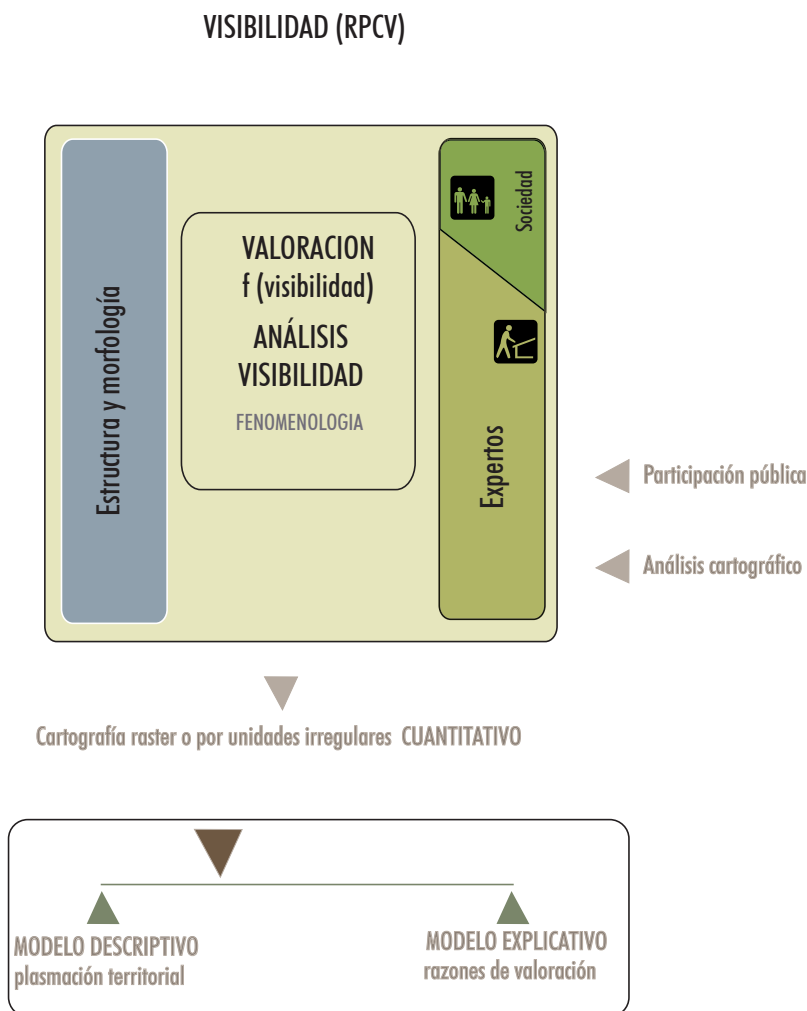 VISIBILIDAD (RPCV)
Estructura y morfología
VALORACION
f (visibilidad)
ANÁLISIS
VISIBILIDAD
FENOMENOLOGIA
Sociedad
Expertos
Participación pública
Análisis cartográfico
Cartografía raster o por unidades irregulares CUANTITATIVO
MODELO DESCRIPTIVO
plasmación territorial
MODELO EXPLICATIVO
razones de valoración